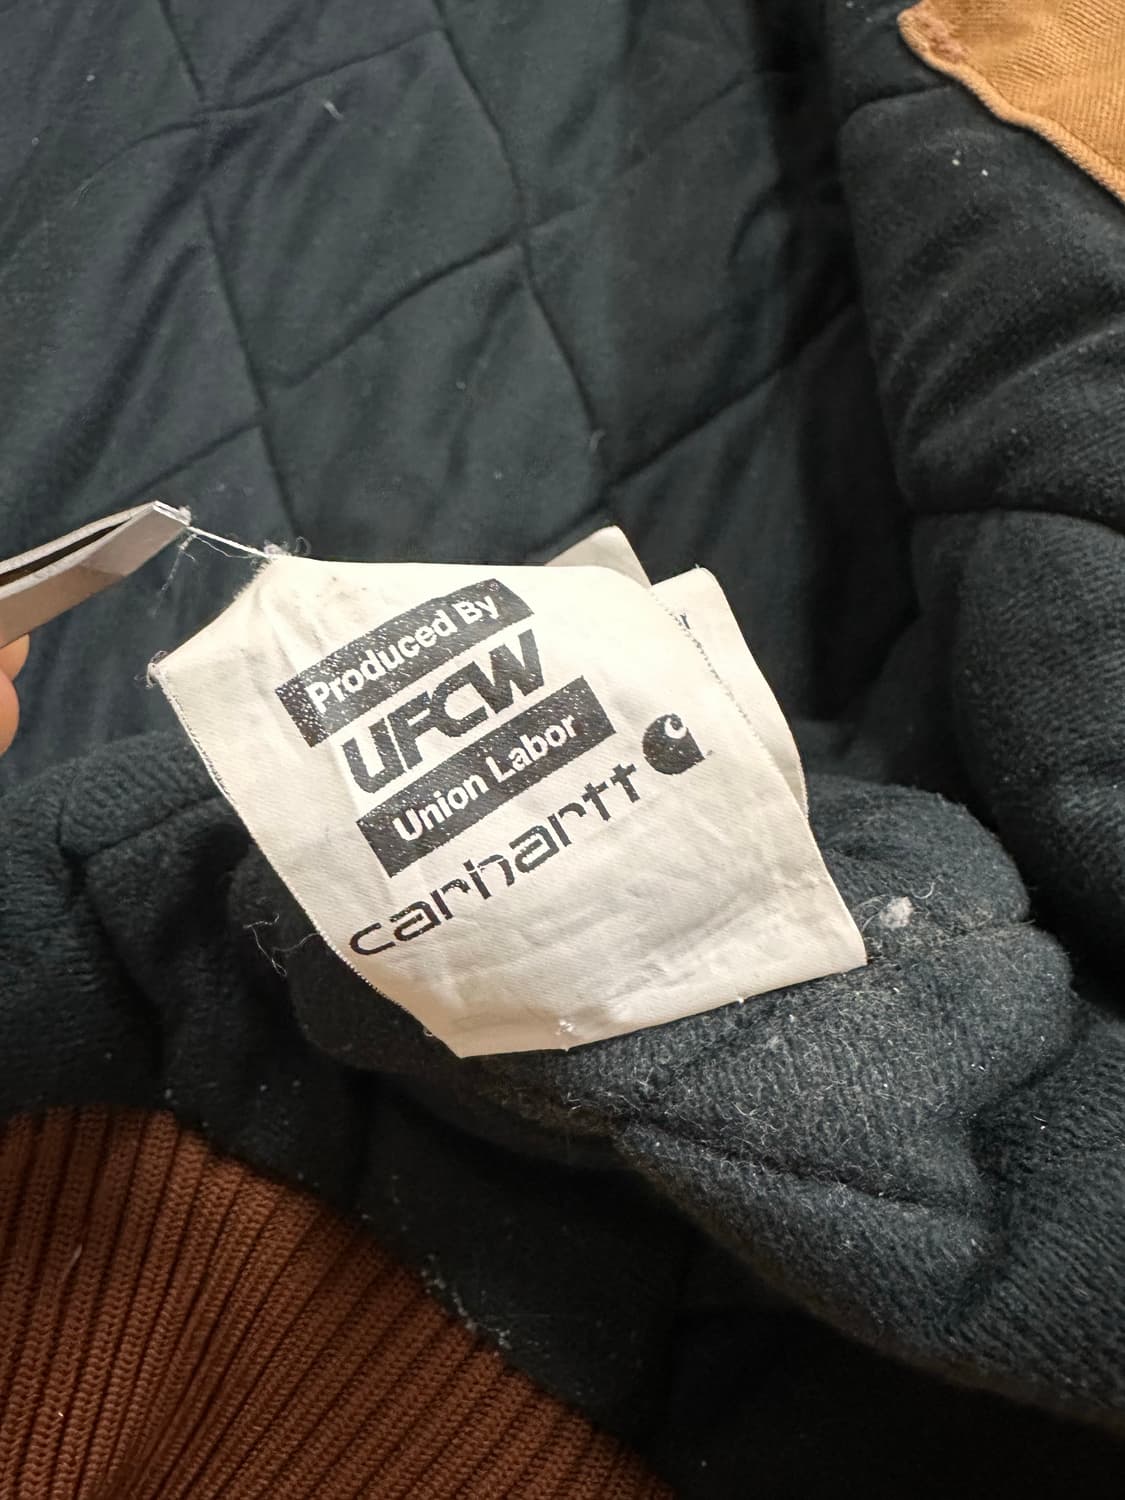 Produced By
UFCW
Union Labor
carhartt